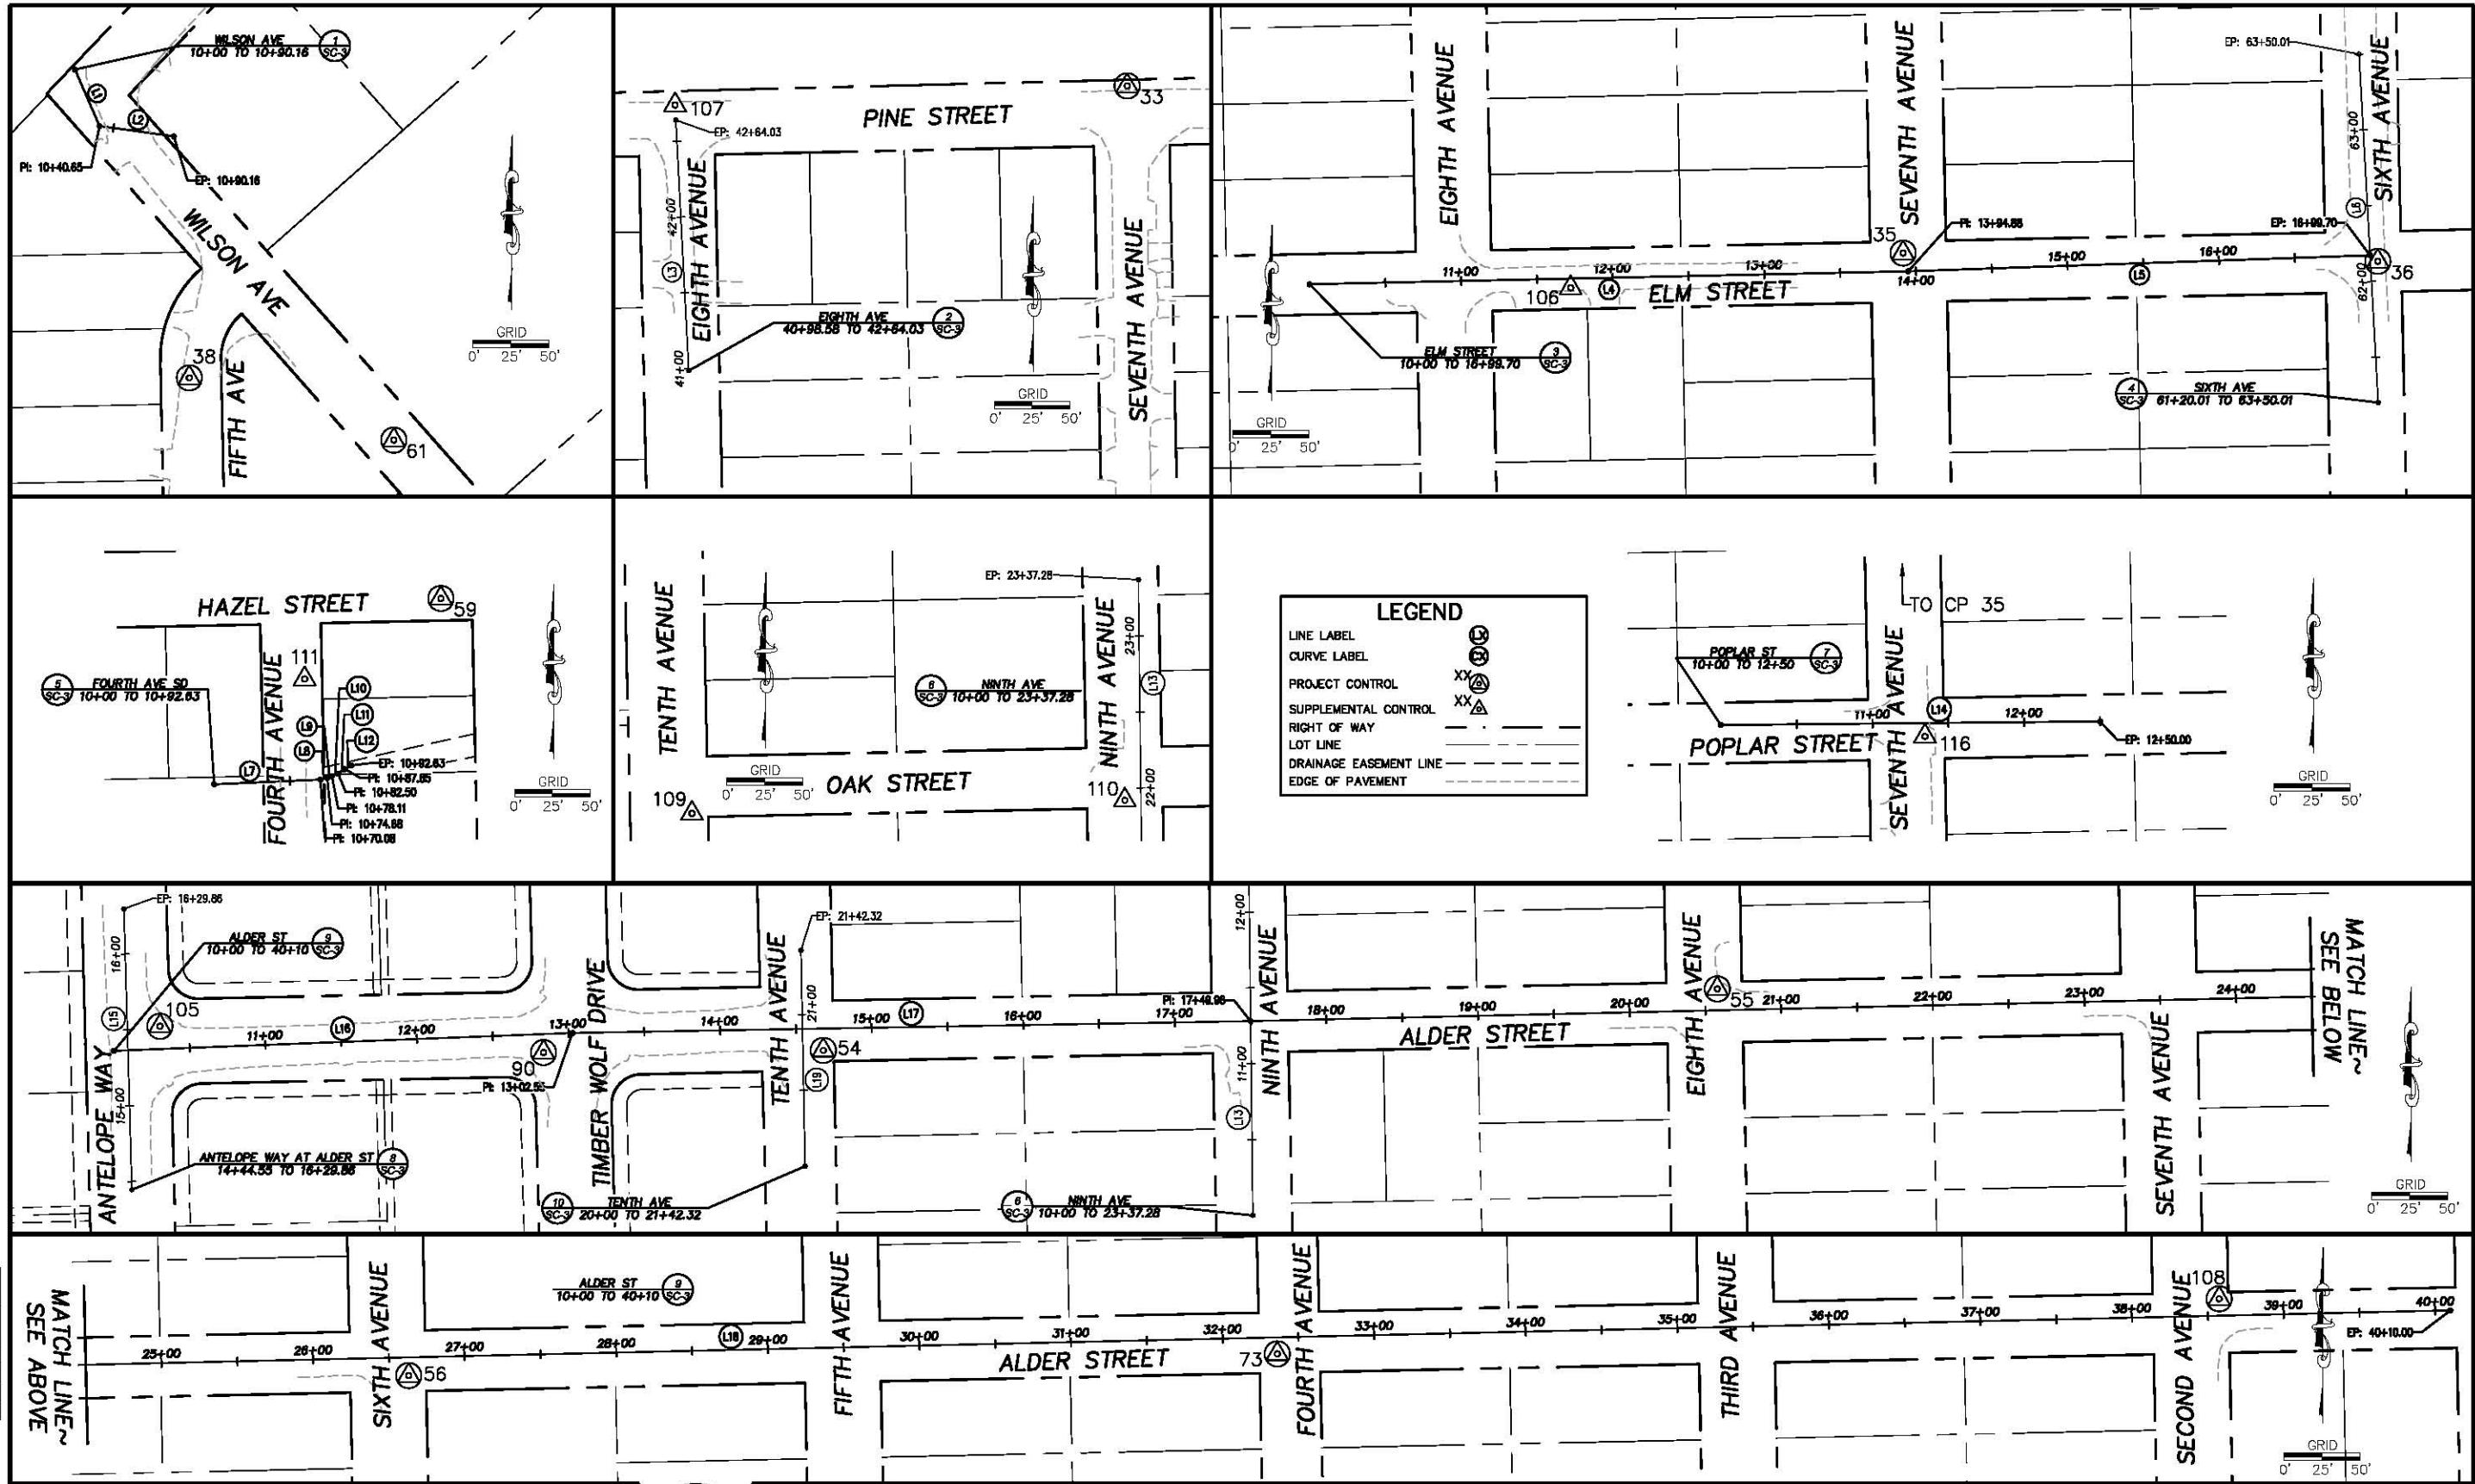 WILSON AVE
10+00 TO 10+90.16
1
SC-3
L1
L2
PI: 10+40.65
EP: 10+90.16
WILSON AVE
38
FIFTH AVE
61
GRID
0' 25' 50'
107
EP: 42+64.03
PINE STREET
33
42+00
L3
41+00
EIGHTH AVENUE
EIGHTH AVE
40+98.58 TO 42+64.03
2
SC-3
SEVENTH AVENUE
GRID
0' 25' 50'
EIGHTH AVENUE
SEVENTH AVENUE
EP: 63+50.01
SIXTH AVENUE
63+00
L6
35
PI: 13+94.88
EP: 16+99.70
11+00
12+00
13+00
14+00
15+00
16+00
62+00
36
106
L4
L5
ELM STREET
ELM STREET
10+00 TO 16+99.70
3
SC-3
4
SC-3
SIXTH AVE
61+20.01 TO 63+50.01
GRID
0' 25' 50'
HAZEL STREET
59
111
5
SC-3
FOURTH AVE SD
10+00 TO 10+92.63
FOURTH AVENUE
L10
L11
L9
L12
L8
L7
EP: 10+92.63
PI: 10+87.85
PI: 10+82.50
PI: 10+78.11
PI: 10+74.68
PI: 10+70.08
GRID
0' 25' 50'
TENTH AVENUE
EP: 23+37.28
NINTH AVENUE
23+00
L13
6
SC-3
NINTH AVE
10+00 TO 23+37.28
GRID
0' 25' 50'
OAK STREET
109
110
22+00
LEGEND
LINE LABEL LX
CURVE LABEL CX
PROJECT CONTROL XX
SUPPLEMENTAL CONTROL XX
RIGHT OF WAY
LOT LINE
DRAINAGE EASEMENT LINE
EDGE OF PAVEMENT
TO CP 35
POPLAR ST
10+00 TO 12+50
7
SC-3
SEVENTH AVENUE
11+00
L14
12+00
POPLAR STREET
116
EP: 12+50.00
GRID
0' 25' 50'
EP: 16+29.86
16+00
ALDER ST
10+00 TO 40+10
9
SC-3
L15
105
15+00
ANTELOPE WAY
11+00
L16
12+00
13+00
90
PI: 13+02.55
ANTELOPE WAY AT ALDER ST
14+44.55 TO 16+29.86
8
SC-3
TIMBER WOLF DRIVE
14+00
EP: 21+42.32
TENTH AVENUE
21+00
54
L19
10
SC-3
TENTH AVE
20+00 TO 21+42.32
15+00
L17
16+00
17+00
PI: 17+49.96
12+00
11+00
L13
NINTH AVENUE
6
SC-3
NINTH AVE
10+00 TO 23+37.28
18+00
19+00
20+00
ALDER STREET
EIGHTH AVENUE
55
21+00
22+00
23+00
24+00
SEVENTH AVENUE
MATCH LINE~
SEE BELOW
GRID
0' 25' 50'
MATCH LINE~
SEE ABOVE
25+00
26+00
SIXTH AVENUE
56
27+00
28+00
L18
29+00
ALDER ST
10+00 TO 40+10
9
SC-3
FIFTH AVENUE
30+00
31+00
32+00
ALDER STREET
73
FOURTH AVENUE
33+00
34+00
35+00
THIRD AVENUE
36+00
37+00
38+00
SECOND AVENUE
108
39+00
40+00
EP: 40+10.00
GRID
0' 25' 50'